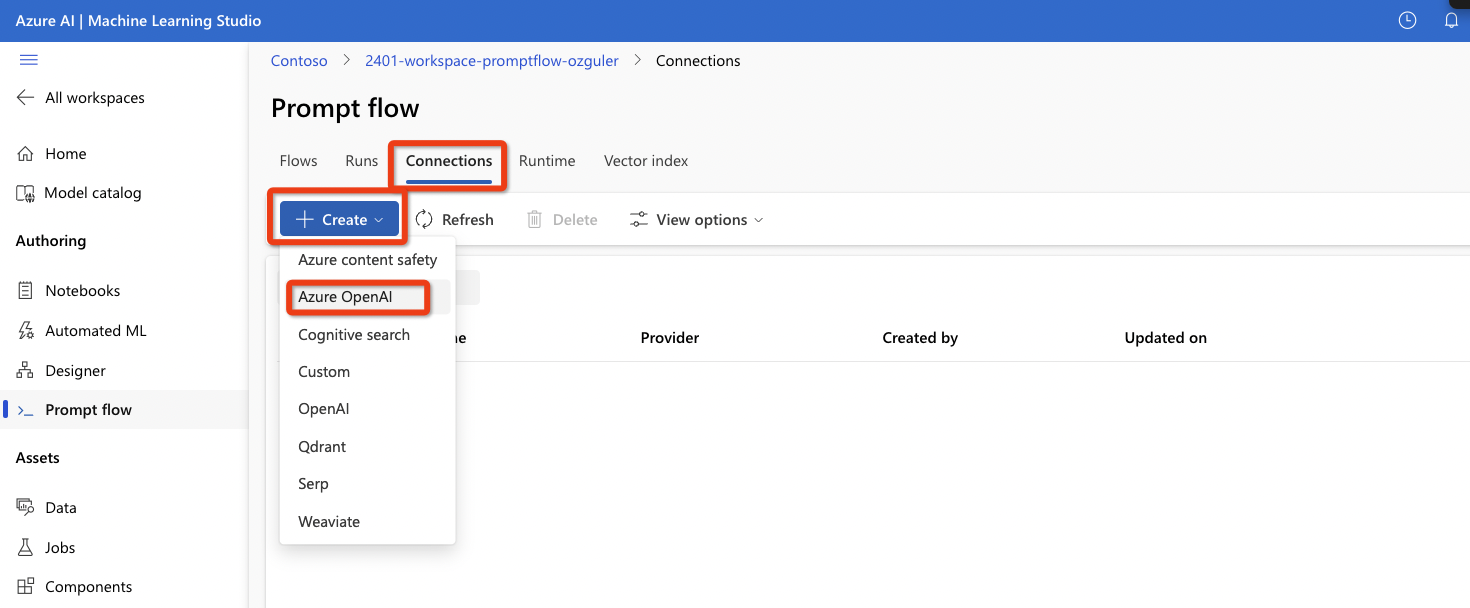 Azure AI | Machine Learning Studio
All workspaces
Home
Model catalog
Authoring
Notebooks
Automated ML
Designer
Prompt flow
Assets
Data
Jobs
Components
Contoso > 2401-workspace-promptflow-ozguler > Connections
Prompt flow
Flows Runs Connections Runtime Vector index
Create Refresh Delete View options
Azure content safety
Azure OpenAI
Cognitive search
Custom
OpenAI
Qdrant
Serp
Weaviate
Provider Created by Updated on